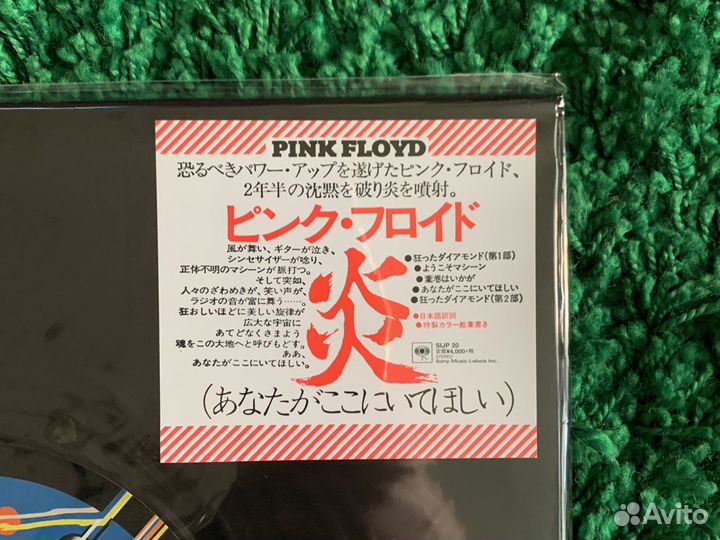 PINK FLOYD
恐るべきパワー・アップを遂げたピンク・フロイド、
2年半の沈黙を破り炎を噴射。
ピンク・フロイド
風が舞い、ギターが泣き、
シンセサイザーが唸り、
正体不明のマシーンが脈打つ。
そして突如、
人々のざわめきが、笑い声が、
ラジオの音が宙に舞う……。
狂おしいほどに美しい旋律が
広大な宇宙に
あてどなくさまよう
魂をこの大地へと呼びもどす。
ああ、
あなたがここにいてほしい。
炎
●狂ったダイアモンド(第1部)
●ようこそマシーン
●葉巻はいかが
●あなたがここにいてほしい
●狂ったダイアモンド(第2部)
●日本語訳詞
●特製カラー絵葉書き
SIJP 20
定価¥4,000+税
STEREO
Sony Music Labels Inc.
(あなたがここにいてほしい)
Avito